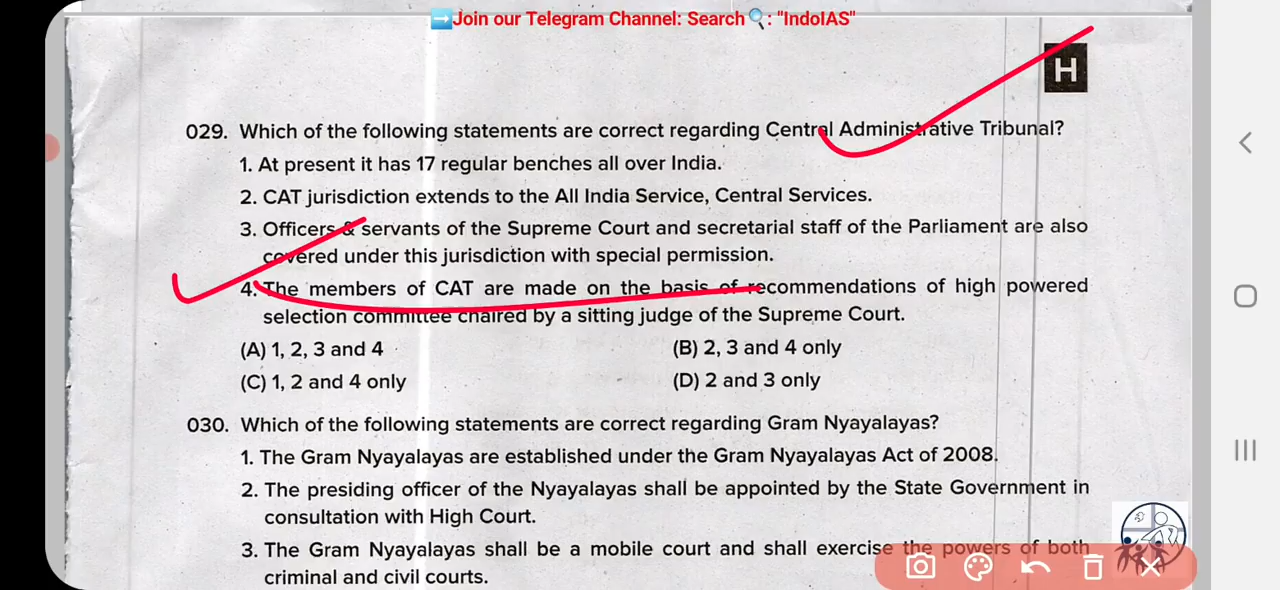 ➡️Join our Telegram Channel: Search🔍: "IndoIAS"
H
029. Which of the following statements are correct regarding Central Administrative Tribunal?
1. At present it has 17 regular benches all over India.
2. CAT jurisdiction extends to the All India Service, Central Services.
3. Officers & servants of the Supreme Court and secretarial staff of the Parliament are also
covered under this jurisdiction with special permission.
4. The members of CAT are made on the basis of recommendations of high powered
selection committee chaired by a sitting judge of the Supreme Court.
(A) 1, 2, 3 and 4 (B) 2, 3 and 4 only
(C) 1, 2 and 4 only (D) 2 and 3 only
030. Which of the following statements are correct regarding Gram Nyayalayas?
1. The Gram Nyayalayas are established under the Gram Nyayalayas Act of 2008.
2. The presiding officer of the Nyayalayas shall be appointed by the State Government in
consultation with High Court.
3. The Gram Nyayalayas shall be a mobile court and shall exercise the powers of both
criminal and civil courts.